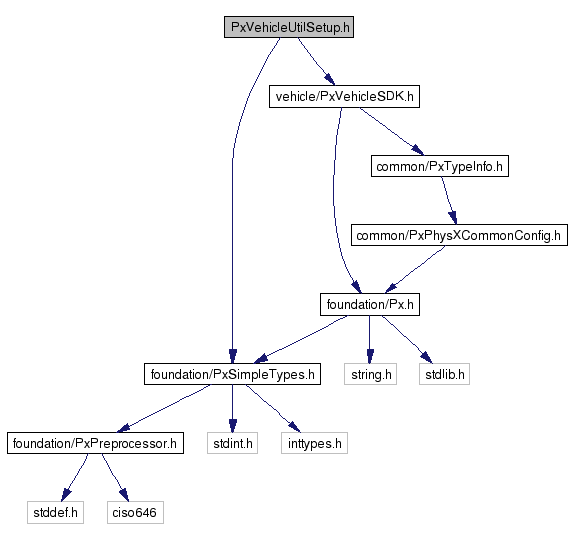 PxVehicleUtilSetup.h
vehicle/PxVehicleSDK.h
common/PxTypeInfo.h
common/PxPhysXCommonConfig.h
foundation/Px.h
foundation/PxSimpleTypes.h
string.h
stdlib.h
foundation/PxPreprocessor.h
stdint.h
inttypes.h
stddef.h
ciso646